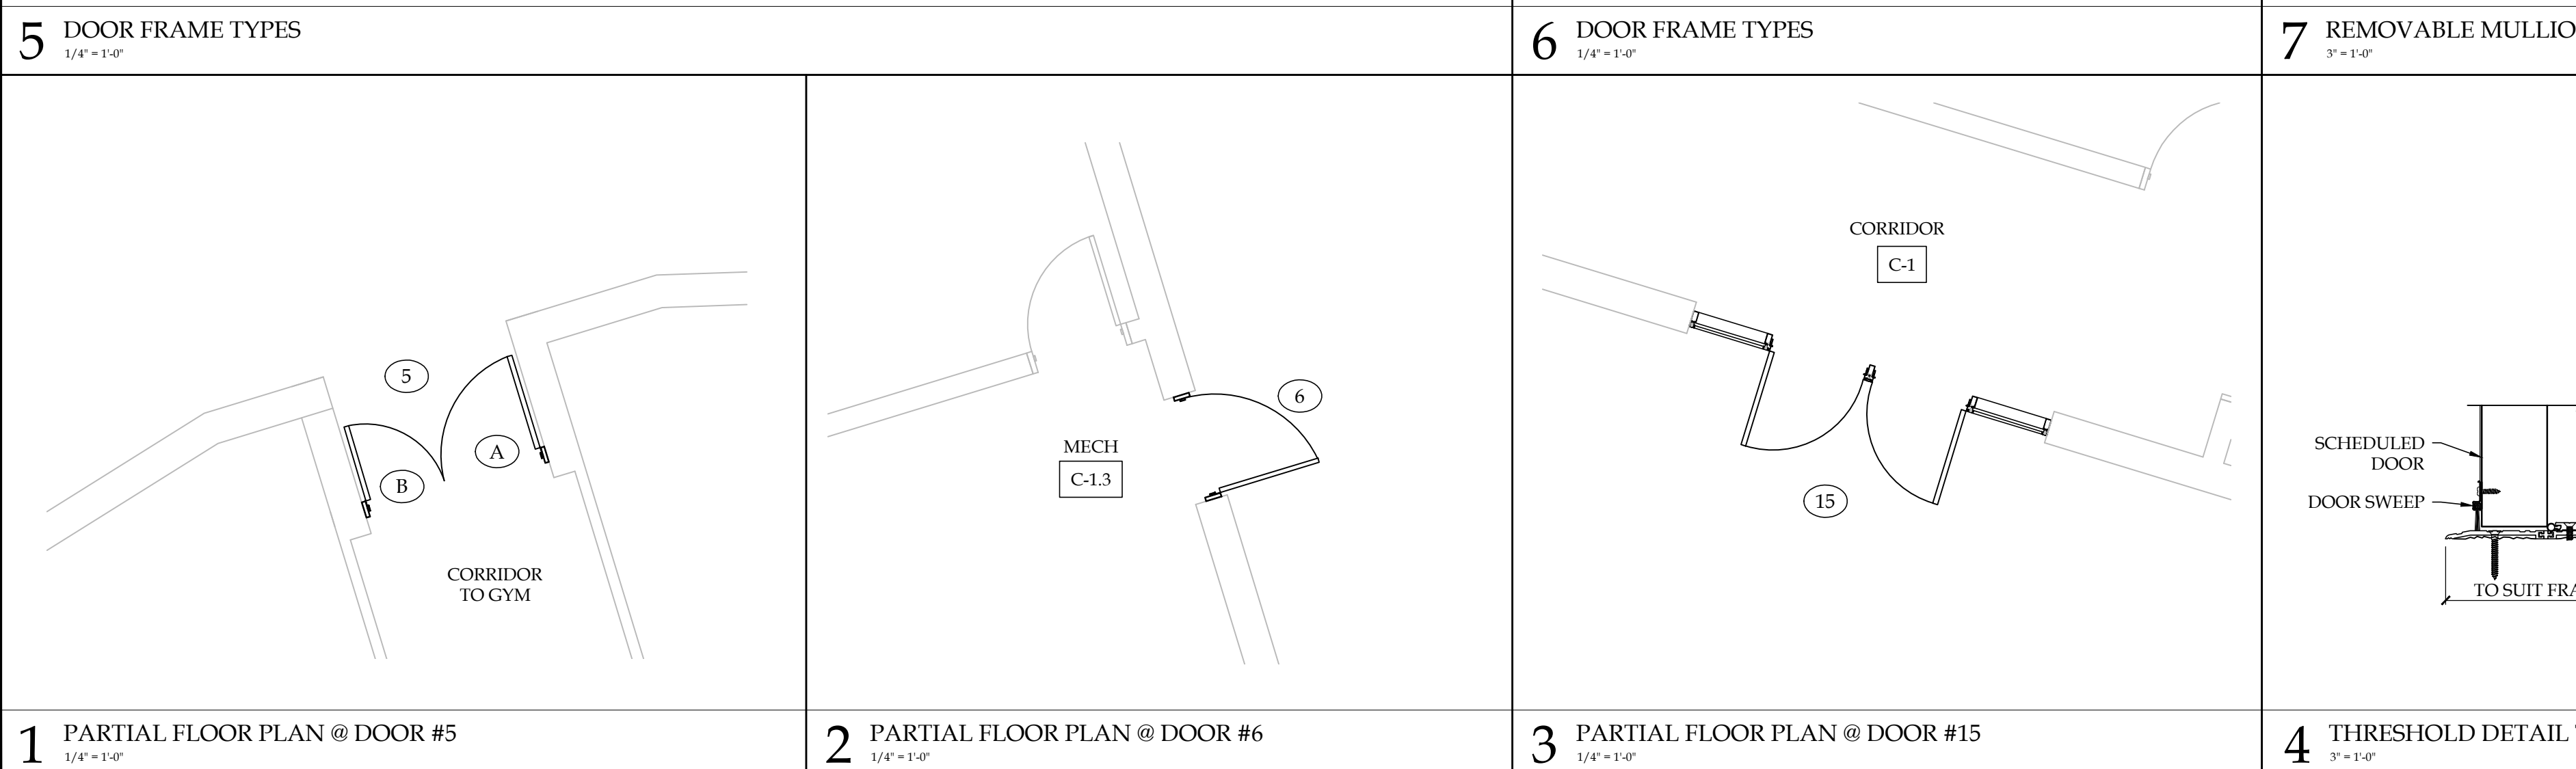 5 DOOR FRAME TYPES
1/4" = 1'-0"
6 DOOR FRAME TYPES
1/4" = 1'-0"
7 REMOVABLE MULLIO
3" = 1'-0"
5
A
B
CORRIDOR
TO GYM
1 PARTIAL FLOOR PLAN @ DOOR #5
1/4" = 1'-0"
6
MECH
C-1.3
2 PARTIAL FLOOR PLAN @ DOOR #6
1/4" = 1'-0"
CORRIDOR
C-1
15
3 PARTIAL FLOOR PLAN @ DOOR #15
1/4" = 1'-0"
SCHEDULED
DOOR
DOOR SWEEP
TO SUIT FRA
4 THRESHOLD DETAIL
3" = 1'-0"